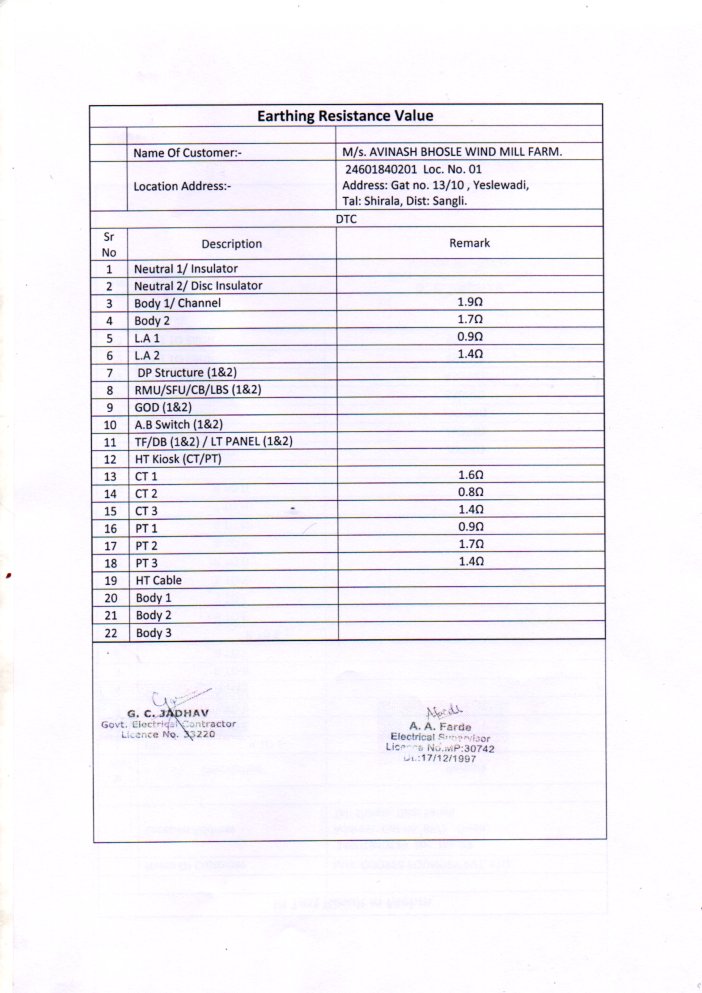 Earthing Resistance Value
Name Of Customer:- M/s. AVINASH BHOSLE WIND MILL FARM.
Location Address:- 24601840201 Loc. No. 01
Address: Gat no. 13/10 , Yeslewadi,
Tal: Shirala, Dist: Sangli.
DTC
Sr No Description Remark
1 Neutral 1/ Insulator
2 Neutral 2/ Disc Insulator
3 Body 1/ Channel 1.9Ω
4 Body 2 1.7Ω
5 L.A 1 0.9Ω
6 L.A 2 1.4Ω
7 DP Structure (1&2)
8 RMU/SFU/CB/LBS (1&2)
9 GOD (1&2)
10 A.B Switch (1&2)
11 TF/DB (1&2) / LT PANEL (1&2)
12 HT Kiosk (CT/PT)
13 CT 1 1.6Ω
14 CT 2 0.8Ω
15 CT 3 1.4Ω
16 PT 1 0.9Ω
17 PT 2 1.7Ω
18 PT 3 1.4Ω
19 HT Cable
20 Body 1
21 Body 2
22 Body 3
G. C. JADHAV
Govt. Electrical Contractor
Licence No. 23220
A. A. Farde
Electrical Supervisor
Licence No.MP:30742
Dt.:17/12/1997